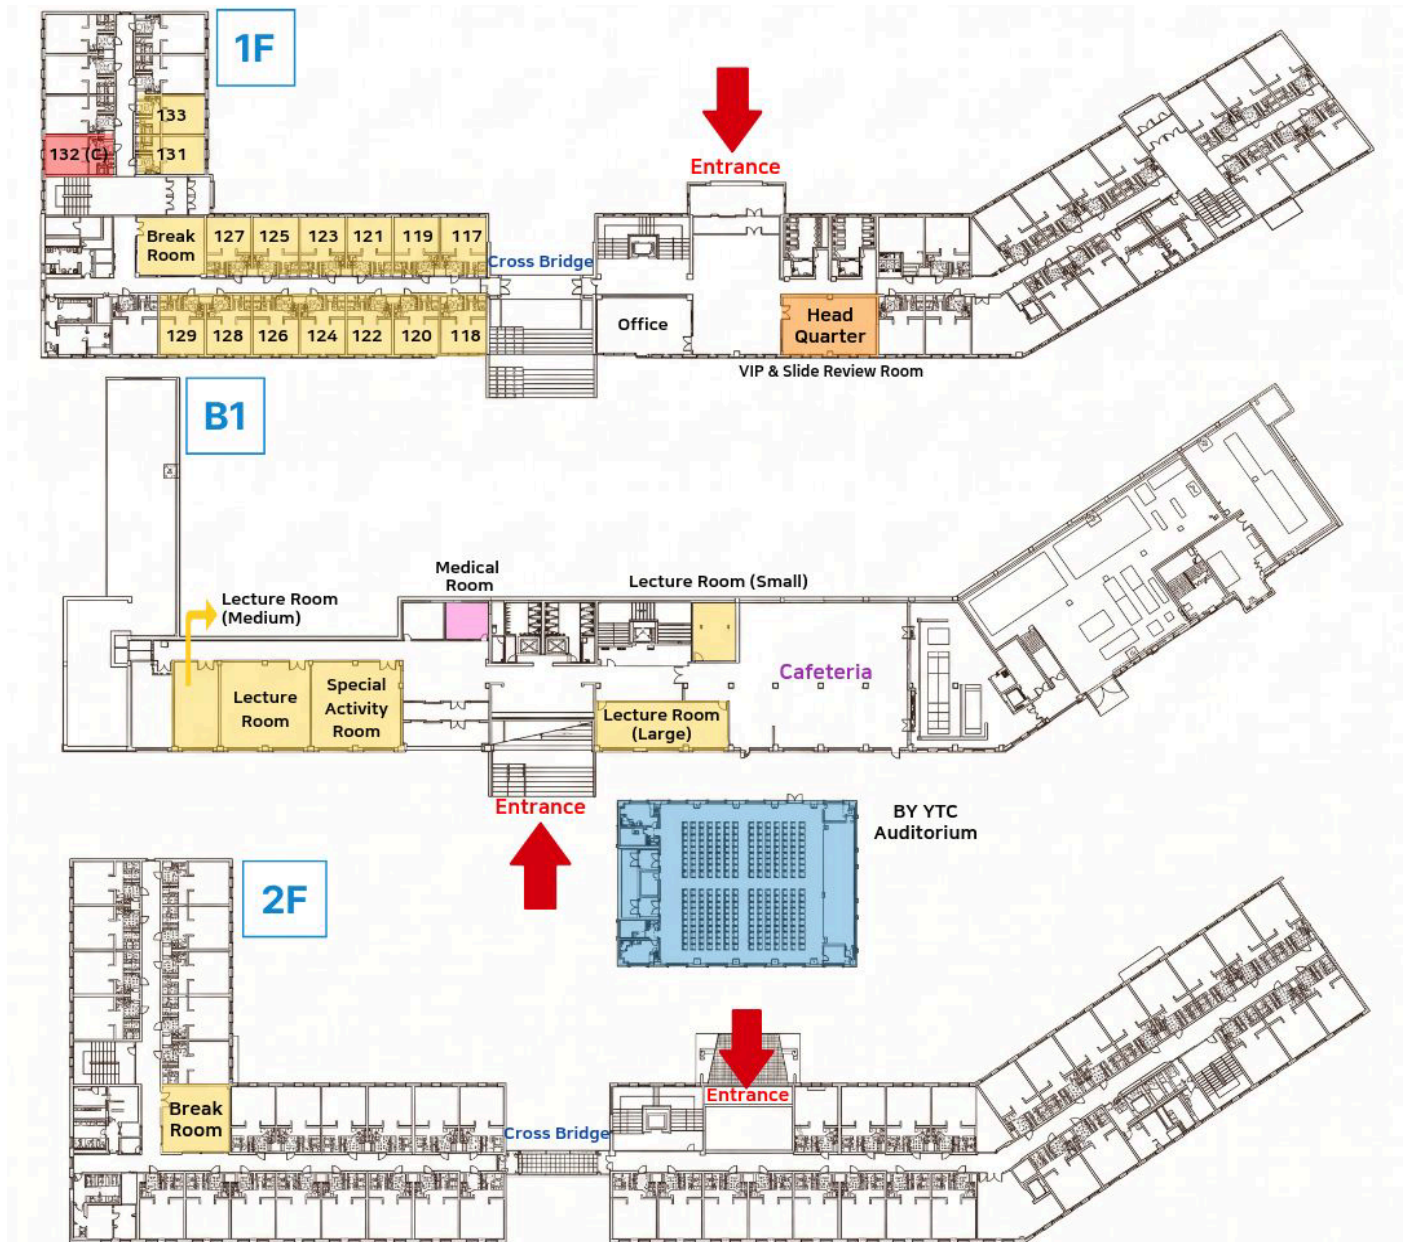 1F
133
132 (C)
131
Entrance
Break
Room
127
125
123
121
119
117
Cross Bridge
129
128
126
124
122
120
118
Office
Head
Quarter
VIP & Slide Review Room
B1
Medical
Room
Lecture Room (Small)
Lecture Room
(Medium)
Lecture
Room
Special
Activity
Room
Cafeteria
Lecture Room
(Large)
Entrance
BY YTC
Auditorium
2F
Entrance
Break
Room
Cross Bridge